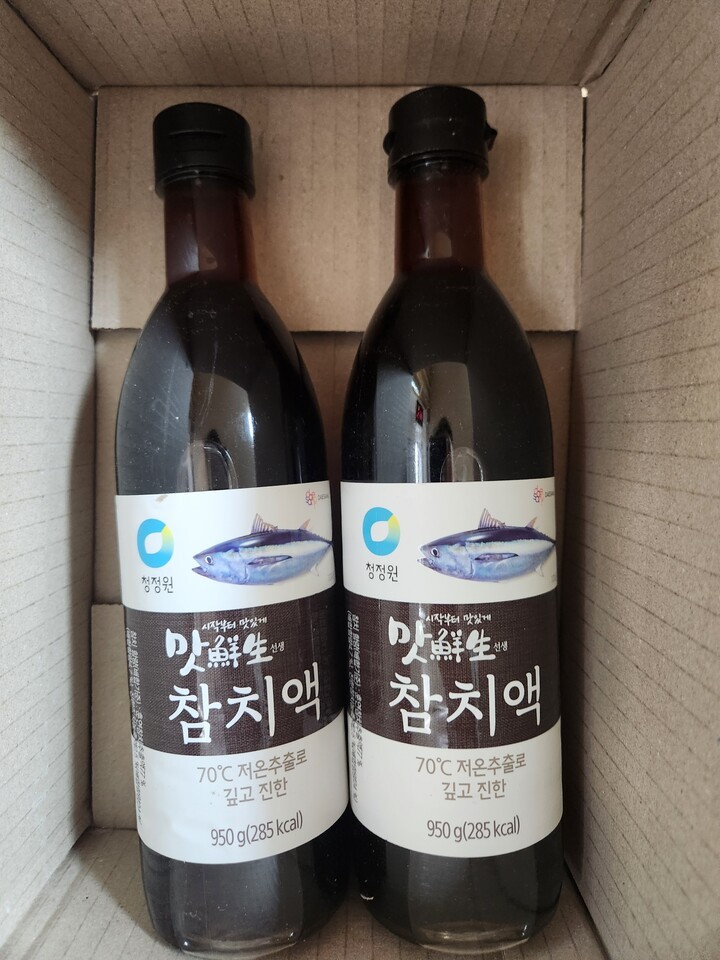 청정원
시작부터 맛있게
맛鮮生 선생
참치액
70℃ 저온추출로
깊고 진한
950 g(285 kcal)
청정원
시작부터 맛있게
맛鮮生 선생
참치액
70℃ 저온추출로
깊고 진한
950 g(285 kcal)